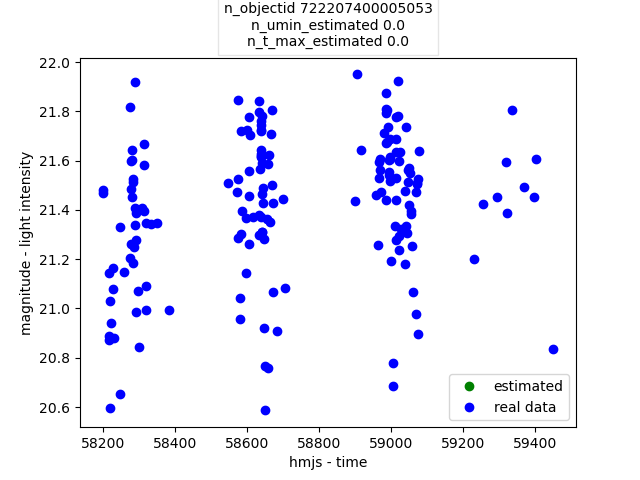 n_objectid 722207400005053
n_umin_estimated 0.0
n_t_max_estimated 0.0
22.0
21.8
21.6
21.4
21.2
21.0
20.8
20.6
magnitude - light intensity
estimated
real data
58200 58400 58600 58800 59000 59200 59400
hmjs - time